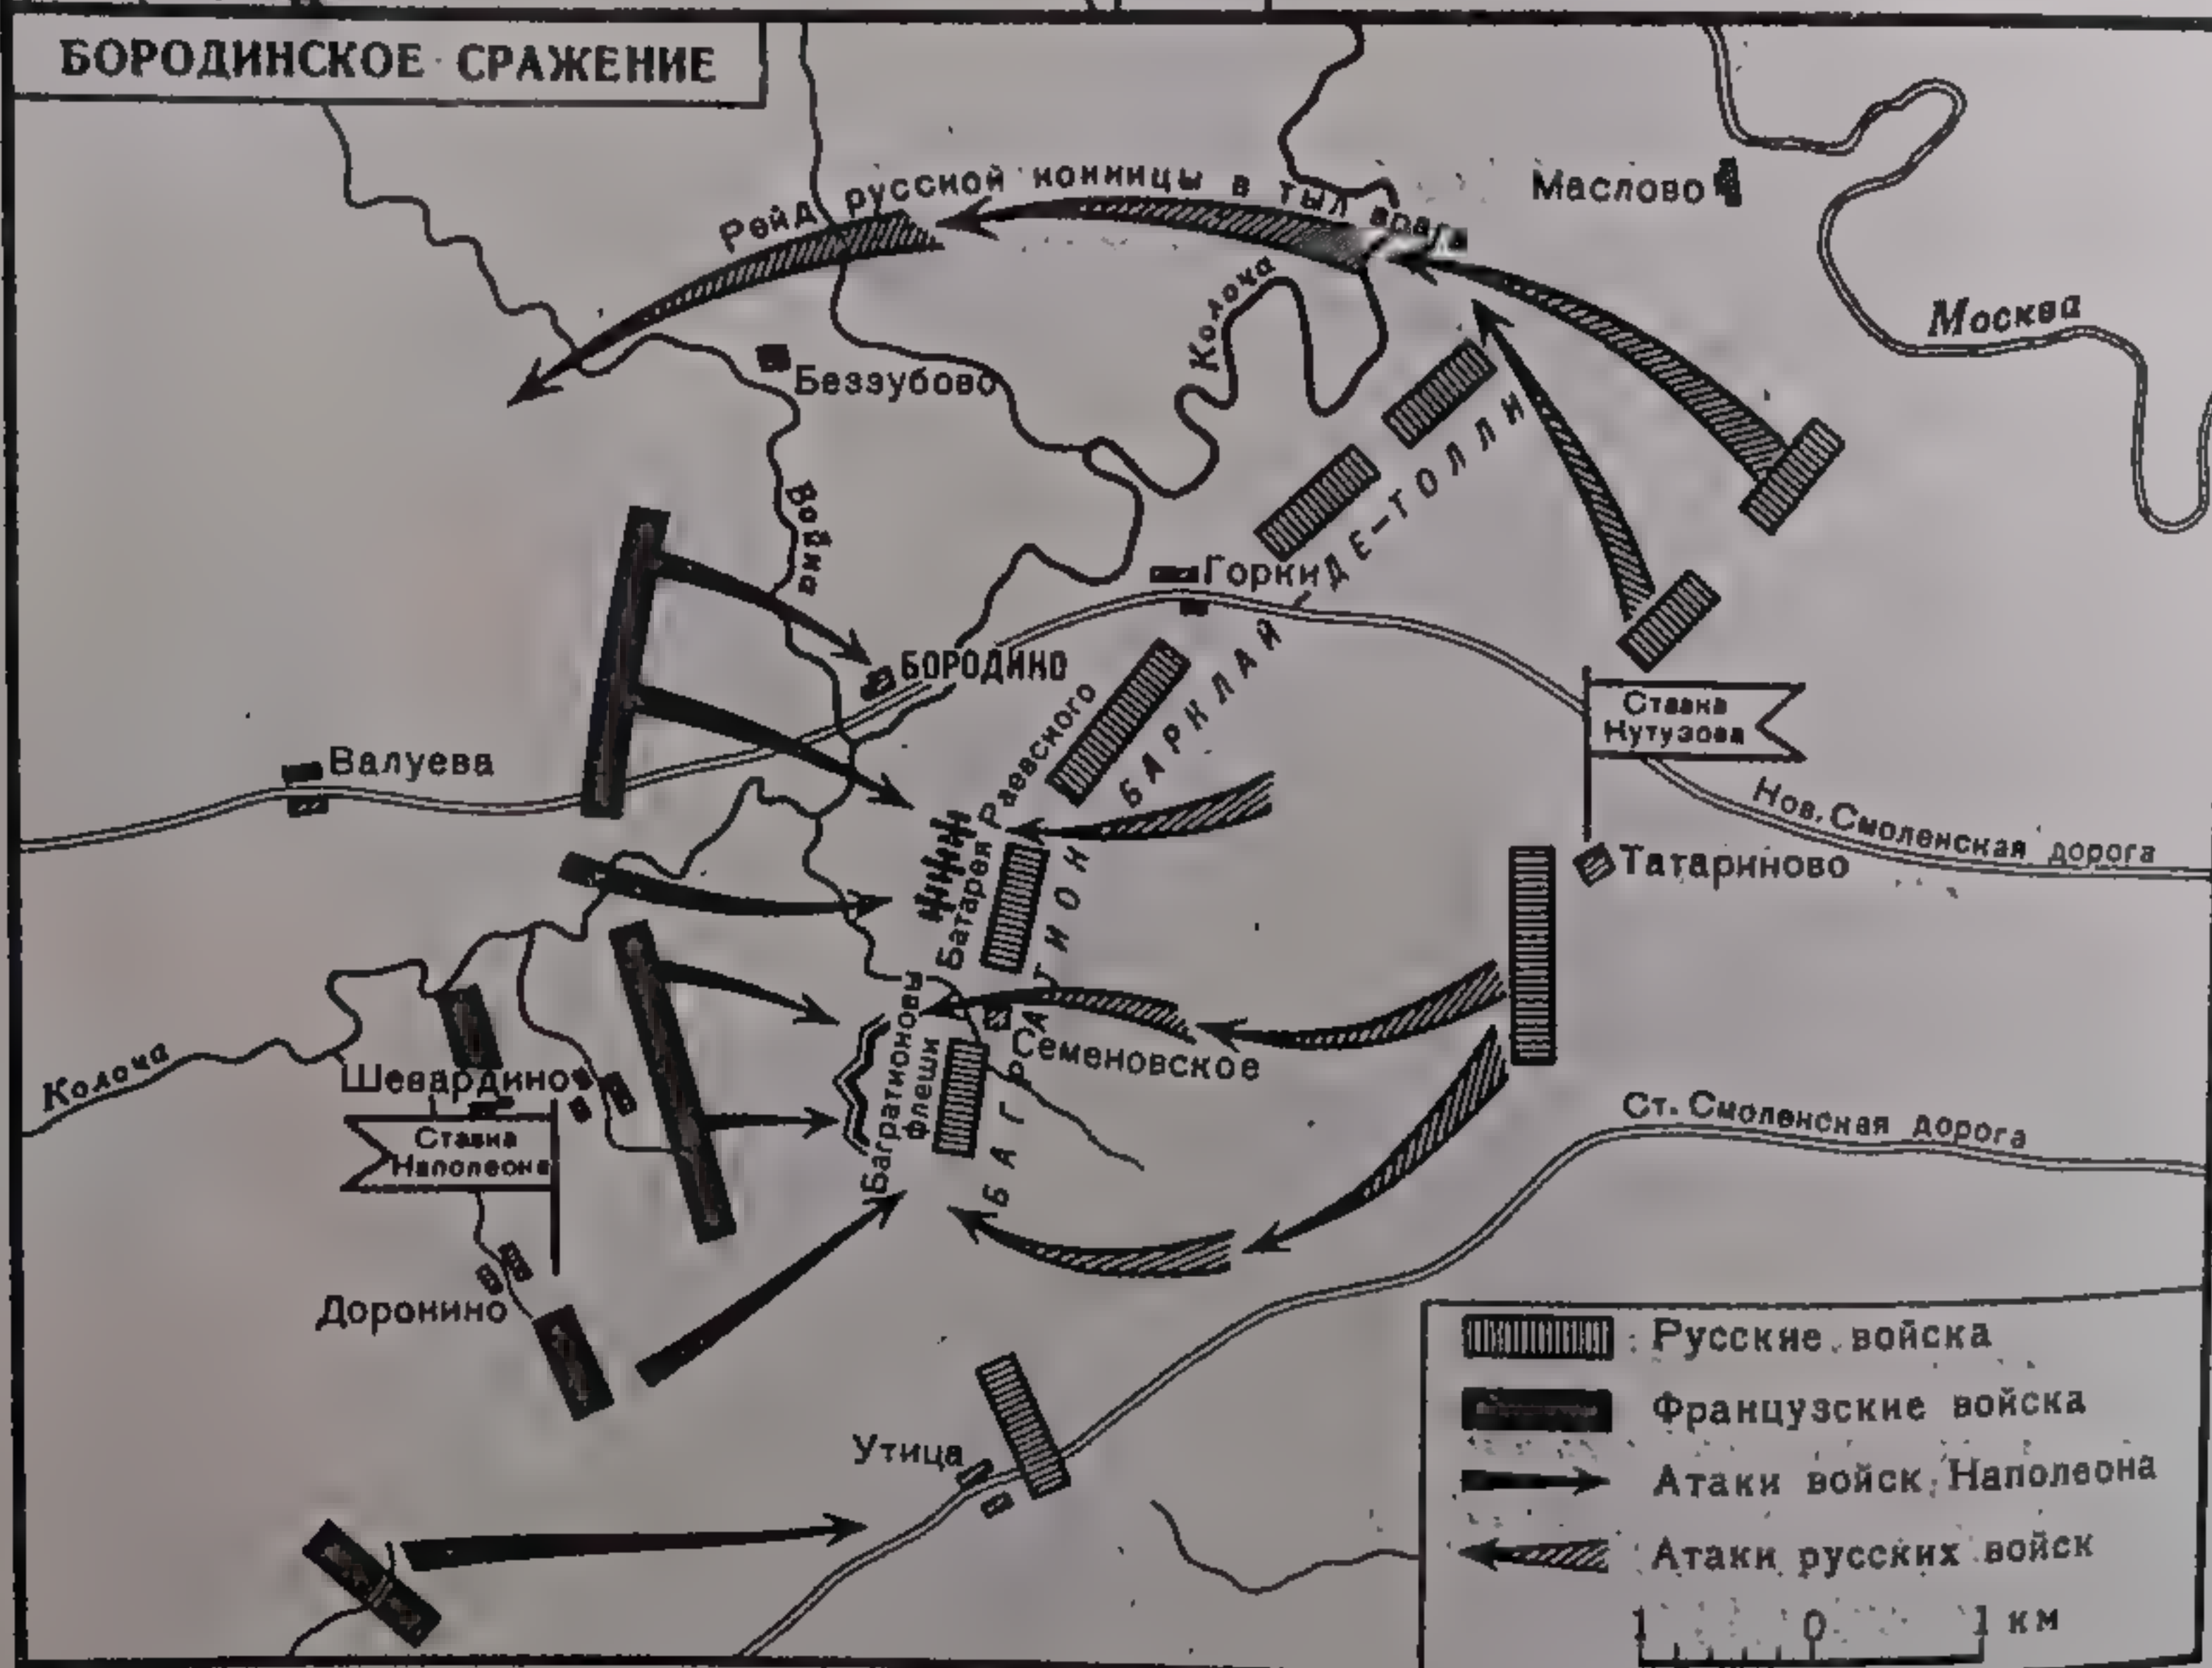 БОРОДИНСКОЕ СРАЖЕНИЕ
Рейд русской конницы в тыл врага
Маслово
Москва
Колоча
Беззубово
Война
Горки
БАРКЛАЙ-ДЕ-ТОЛЛИ
БОРОДИНО
Ставка
Кутузова
Валуева
Нов. Смоленская дорога
Татариново
Батарея Раевского
БАГРАТИОН
Семеновское
Багратионовы
флеши
Колоча
Шевардино
Ставка
Наполеона
Ст. Смоленская дорога
Доронино
Утица
Русские войска
Французские войска
Атаки войск Наполеона
Атаки русских войск
1 0 1 км